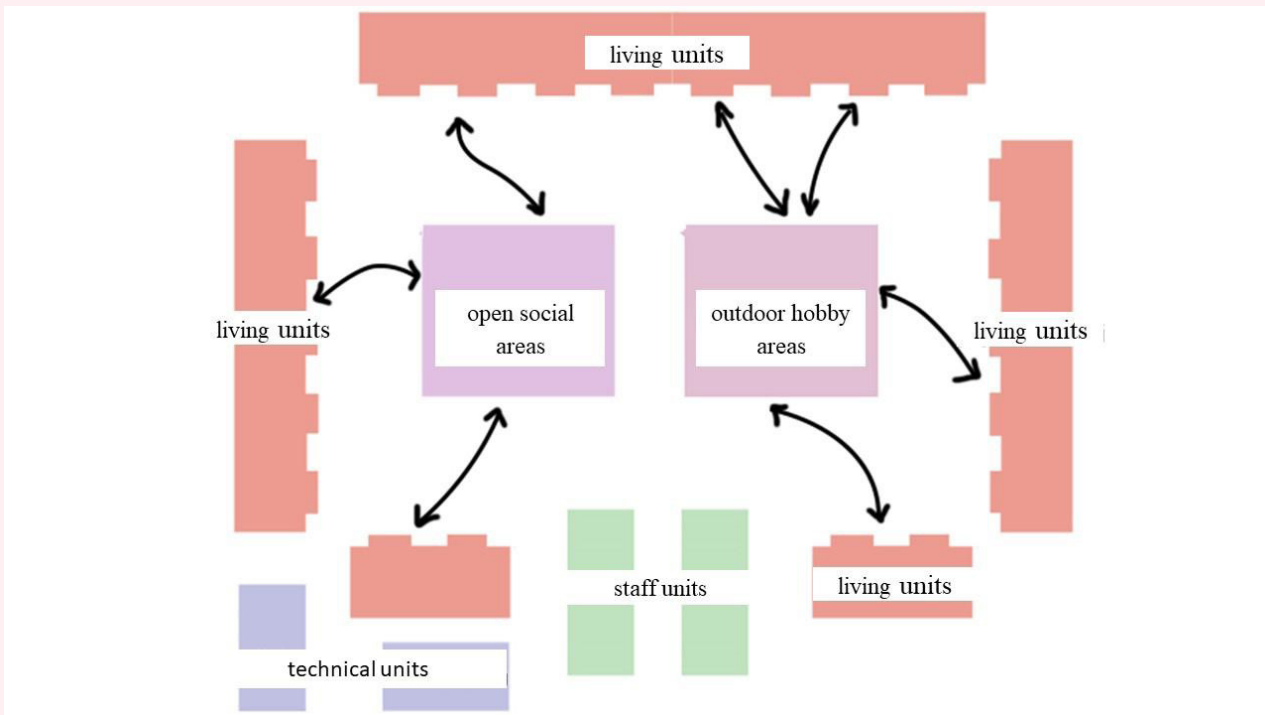 living units
open social
areas
outdoor hobby
areas
living units
living units
staff units
living units
technical units